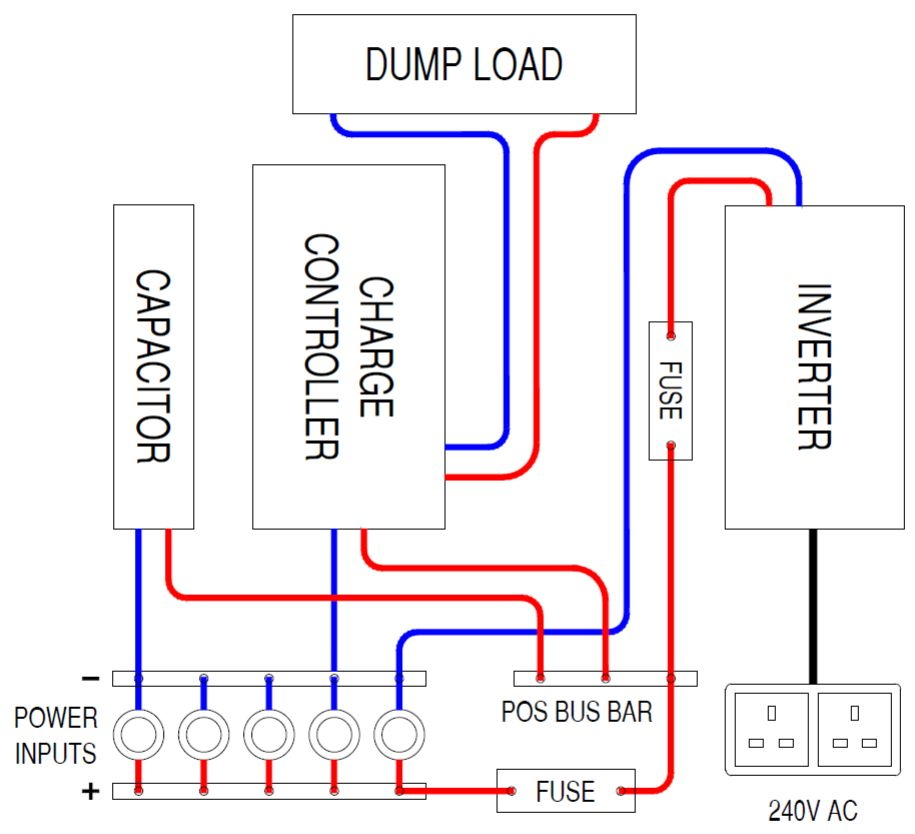 DUMP LOAD
CAPACITOR
CHARGE
CONTROLLER
INVERTER
FUSE
−
POWER
INPUTS
+
POS BUS BAR
FUSE
240V AC